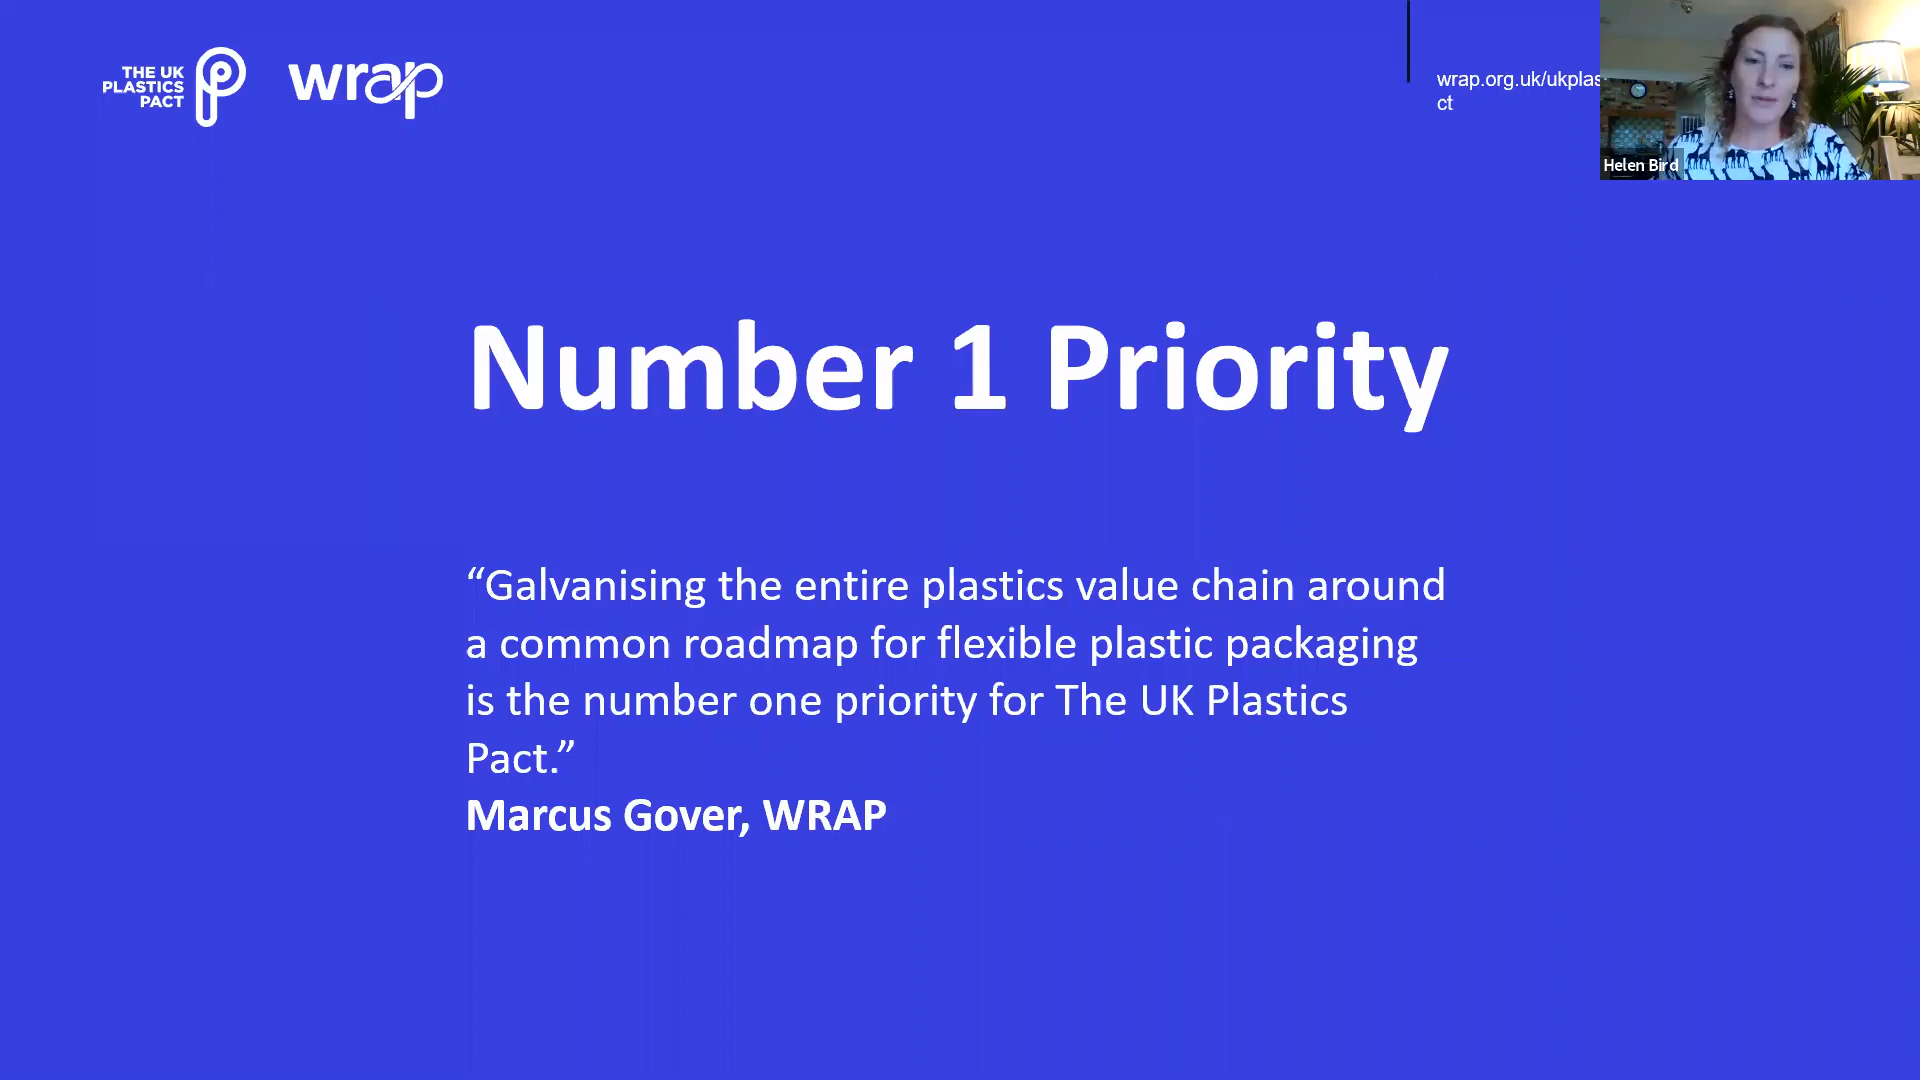 THE UK
PLASTICS
PACT
wrap
wrap.org.uk/ukplas
ct
Helen Bird
Number 1 Priority
“Galvanising the entire plastics value chain around
a common roadmap for flexible plastic packaging
is the number one priority for The UK Plastics
Pact.”
Marcus Gover, WRAP